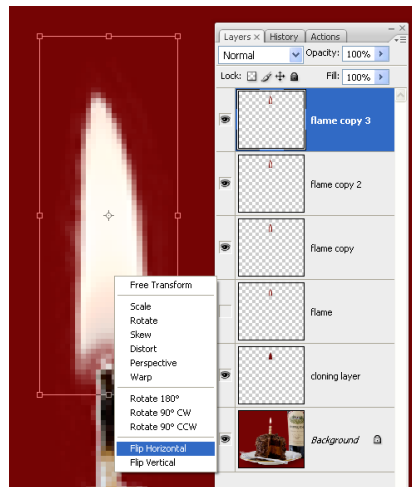 Layers × History Actions
Normal Opacity: 100%
Lock: Fill: 100%
flame copy 3
flame copy 2
flame copy
flame
cloning layer
Background
Free Transform
Scale
Rotate
Skew
Distort
Perspective
Warp
Rotate 180°
Rotate 90° CW
Rotate 90° CCW
Flip Horizontal
Flip Vertical